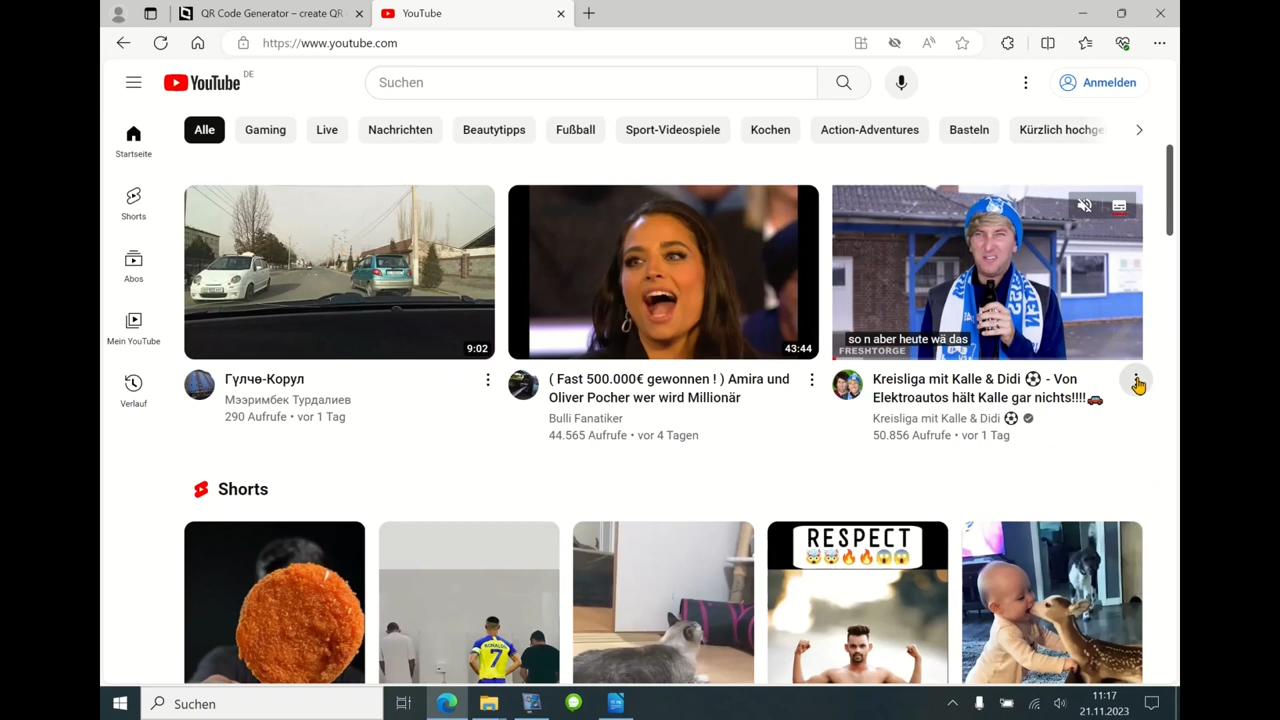 QR Code Generator – create QR
YouTube
https://www.youtube.com
YouTube DE
Suchen
Anmelden
Alle
Gaming
Live
Nachrichten
Beautytipps
Fußball
Sport-Videospiele
Kochen
Action-Adventures
Basteln
Kürzlich hochge
Startseite
Shorts
Abos
Mein YouTube
Verlauf
9:02
43:44
so n aber heute wä das
FRESHTORGE
Гүлчө-Корул
Мээримбек Турдалиев
290 Aufrufe • vor 1 Tag
( Fast 500.000€ gewonnen ! ) Amira und
Oliver Pocher wer wird Millionär
Bulli Fanatiker
44.565 Aufrufe • vor 4 Tagen
Kreisliga mit Kalle & Didi ⚽ - Von
Elektroautos hält Kalle gar nichts!!!!🚗
Kreisliga mit Kalle & Didi ⚽
50.856 Aufrufe • vor 1 Tag
Shorts
RONALDO
7
RESPECT
🤯🤯🔥🔥😱😱
Suchen
11:17
21.11.2023